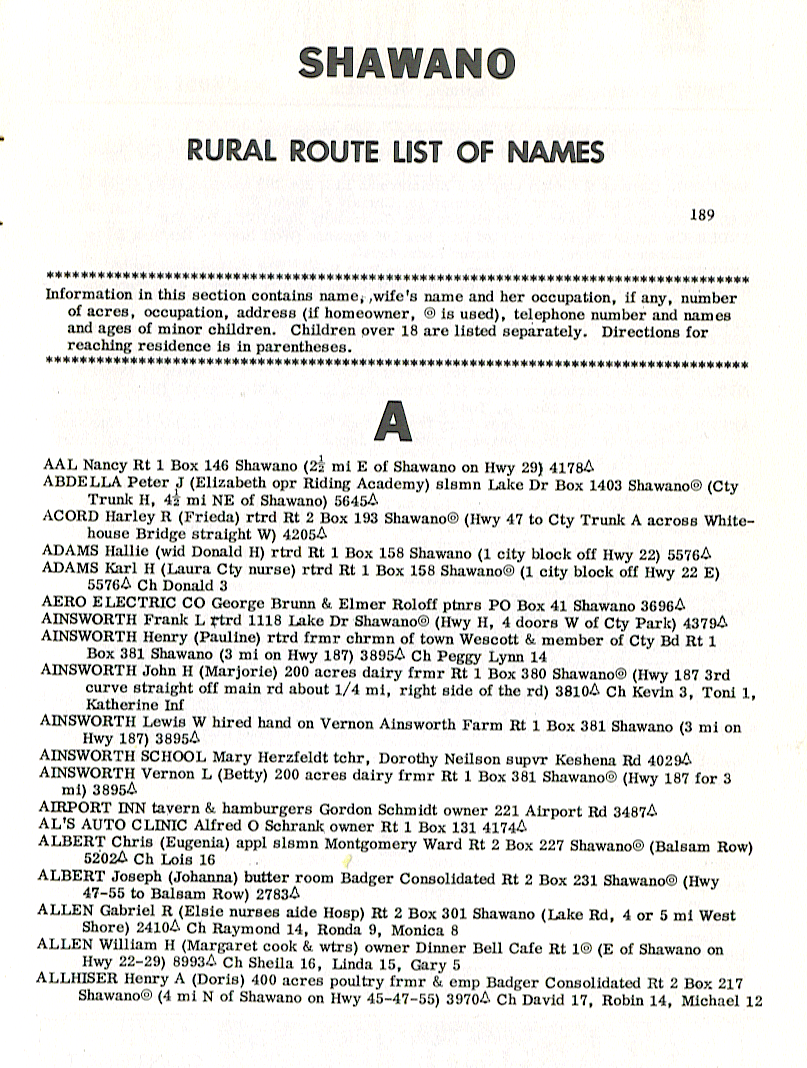 SHAWANO
RURAL ROUTE LIST OF NAMES
189
************************************************************************************
Information in this section contains name, ,wife's name and her occupation, if any, number
of acres, occupation, address (if homeowner, ® is used), telephone number and names
and ages of minor children. Children over 18 are listed separately. Directions for
reaching residence is in parentheses.
************************************************************************************
A
AAL Nancy Rt 1 Box 146 Shawano (2½ mi E of Shawano on Hwy 29) 4178△
ABDELLA Peter J (Elizabeth opr Riding Academy) slsmn Lake Dr Box 1403 Shawano® (Cty
Trunk H, 4½ mi NE of Shawano) 5645△
ACORD Harley R (Frieda) rtrd Rt 2 Box 193 Shawano® (Hwy 47 to Cty Trunk A across White-
house Bridge straight W) 4205△
ADAMS Hallie (wid Donald H) rtrd Rt 1 Box 158 Shawano (1 city block off Hwy 22) 5576△
ADAMS Karl H (Laura Cty nurse) rtrd Rt 1 Box 158 Shawano® (1 city block off Hwy 22 E)
5576△ Ch Donald 3
AERO ELECTRIC CO George Brunn & Elmer Roloff ptnrs PO Box 41 Shawano 3696△
AINSWORTH Frank L rtrd 1118 Lake Dr Shawano® (Hwy H, 4 doors W of Cty Park) 4379△
AINSWORTH Henry (Pauline) rtrd frmr chrmn of town Wescott & member of Cty Bd Rt 1
Box 381 Shawano (3 mi on Hwy 187) 3895△ Ch Peggy Lynn 14
AINSWORTH John H (Marjorie) 200 acres dairy frmr Rt 1 Box 380 Shawano® (Hwy 187 3rd
curve straight off main rd about 1/4 mi, right side of the rd) 3810△ Ch Kevin 3, Toni 1,
Katherine Inf
AINSWORTH Lewis W hired hand on Vernon Ainsworth Farm Rt 1 Box 381 Shawano (3 mi on
Hwy 187) 3895△
AINSWORTH SCHOOL Mary Herzfeldt tchr, Dorothy Neilson supvr Keshena Rd 4029△
AINSWORTH Vernon L (Betty) 200 acres dairy frmr Rt 1 Box 381 Shawano® (Hwy 187 for 3
mi) 3895△
AIRPORT INN tavern & hamburgers Gordon Schmidt owner 221 Airport Rd 3487△
AL'S AUTO CLINIC Alfred O Schrank owner Rt 1 Box 131 4174△
ALBERT Chris (Eugenia) appl slsmn Montgomery Ward Rt 2 Box 227 Shawano® (Balsam Row)
5202△ Ch Lois 16
ALBERT Joseph (Johanna) butter room Badger Consolidated Rt 2 Box 231 Shawano® (Hwy
47-55 to Balsam Row) 2783△
ALLEN Gabriel R (Elsie nurses aide Hosp) Rt 2 Box 301 Shawano (Lake Rd, 4 or 5 mi West
Shore) 2410△ Ch Raymond 14, Ronda 9, Monica 8
ALLEN William H (Margaret cook & wtrs) owner Dinner Bell Cafe Rt 1® (E of Shawano on
Hwy 22-29) 8993△ Ch Sheila 16, Linda 15, Gary 5
ALLHISER Henry A (Doris) 400 acres poultry frmr & emp Badger Consolidated Rt 2 Box 217
Shawano® (4 mi N of Shawano on Hwy 45-47-55) 3970△ Ch David 17, Robin 14, Michael 12